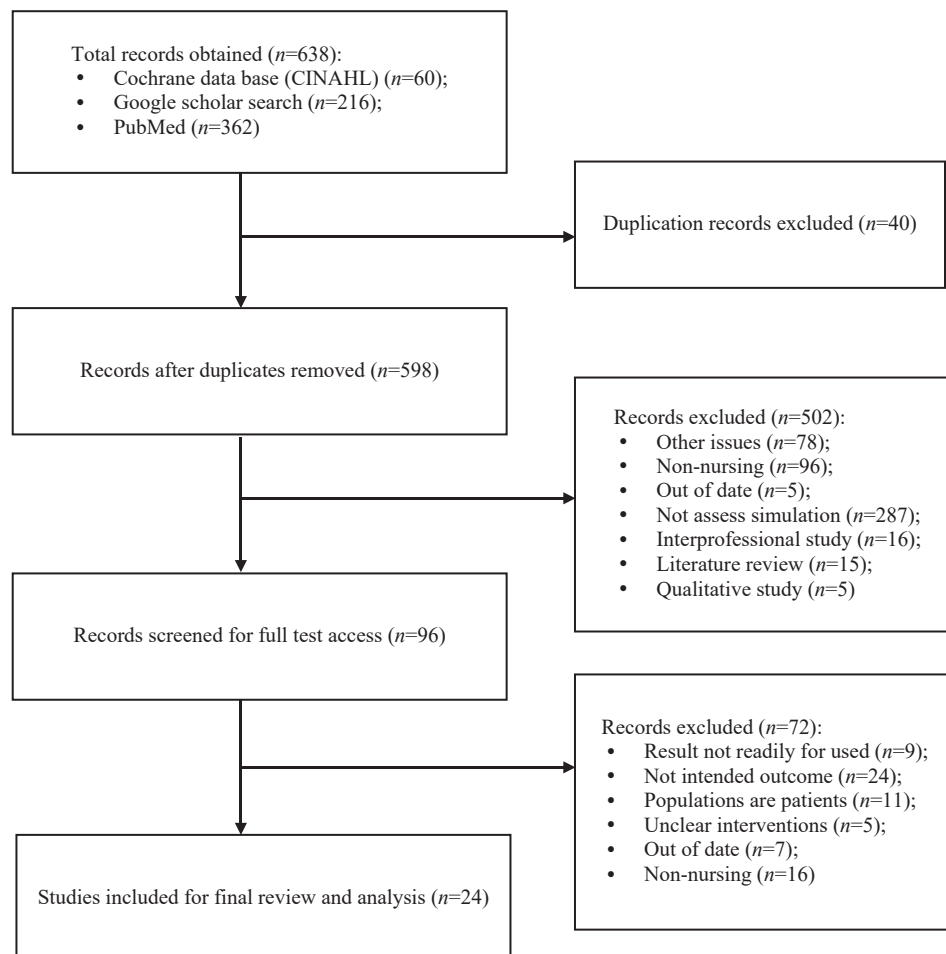 Total records obtained (n=638):
• Cochrane data base (CINAHL) (n=60);
• Google scholar search (n=216);
• PubMed (n=362)
Duplication records excluded (n=40)
Records after duplicates removed (n=598)
Records excluded (n=502):
• Other issues (n=78);
• Non-nursing (n=96);
• Out of date (n=5);
• Not assess simulation (n=287);
• Interprofessional study (n=16);
• Literature review (n=15);
• Qualitative study (n=5)
Records screened for full test access (n=96)
Records excluded (n=72):
• Result not readily for used (n=9);
• Not intended outcome (n=24);
• Populations are patients (n=11);
• Unclear interventions (n=5);
• Out of date (n=7);
• Non-nursing (n=16)
Studies included for final review and analysis (n=24)